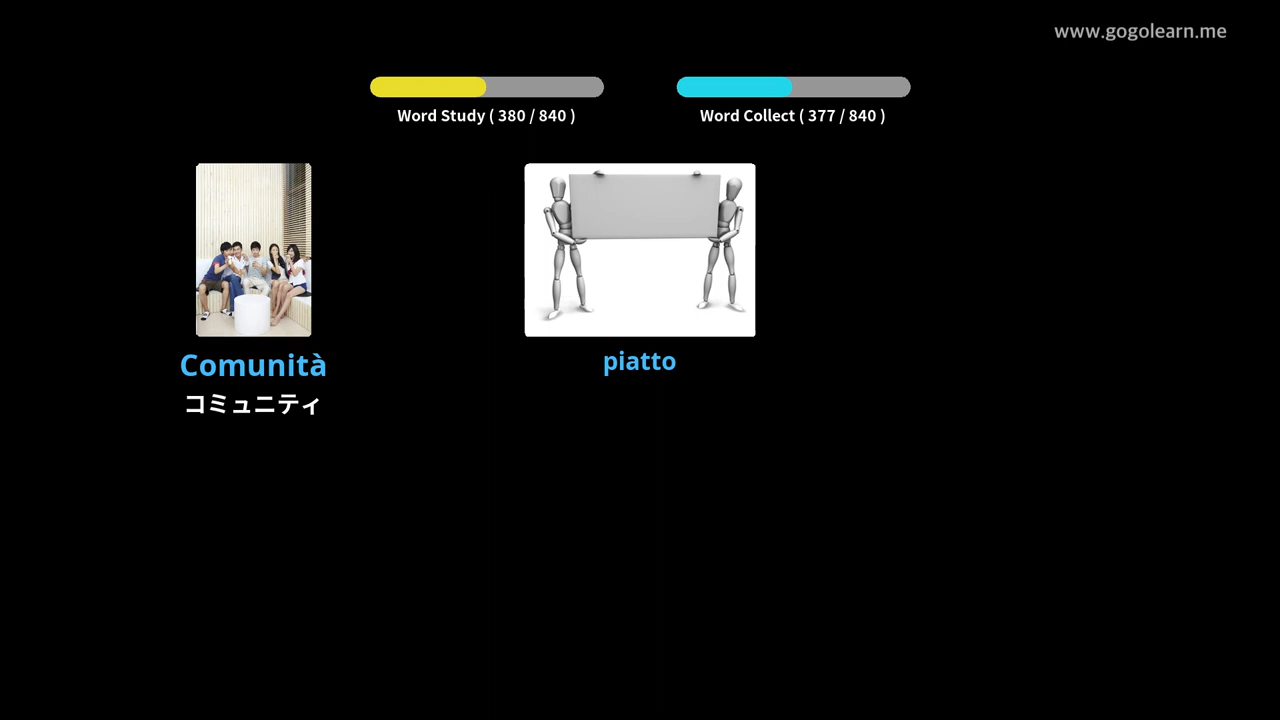 www.gogolearn.me
Word Study ( 380 / 840 )
Word Collect ( 377 / 840 )
Comunità
コミュニティ
piatto